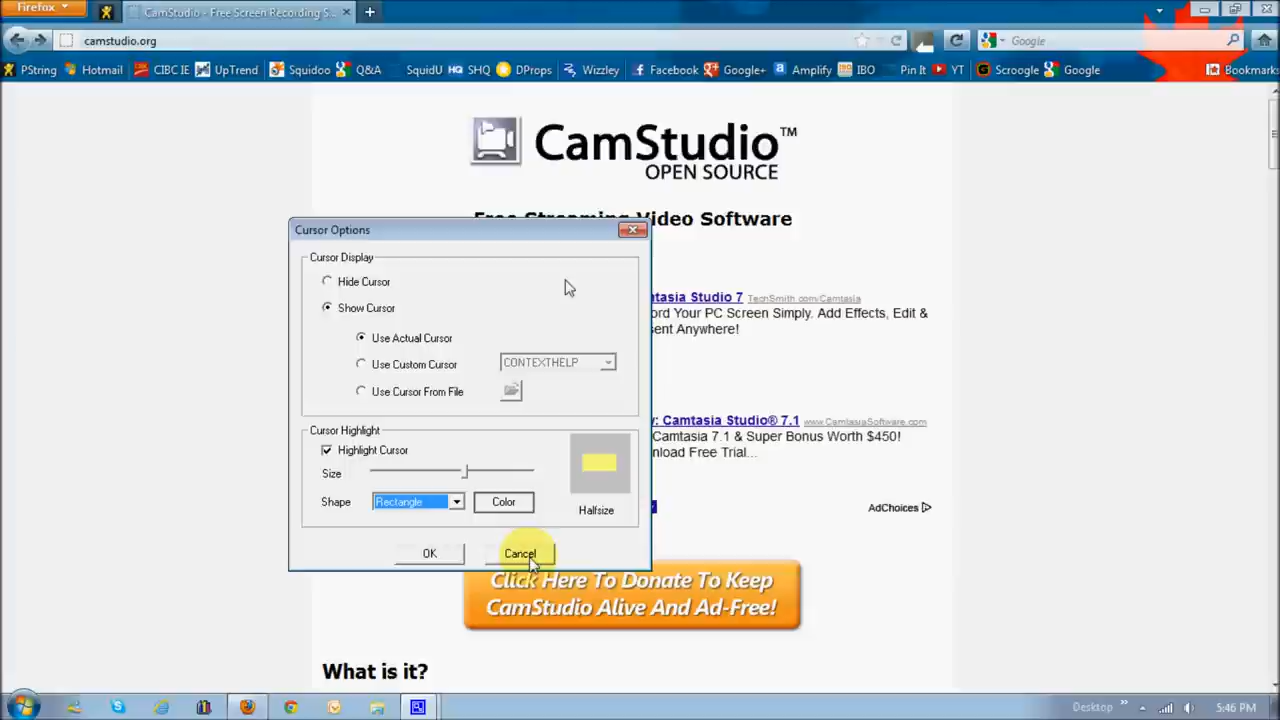 Firefox
CamStudio - Free Screen Recording S...
camstudio.org
Google
PString Hotmail CIBC IE UpTrend Squidoo Q&A SquidU HQ SHQ DProps Wizzley Facebook Google+ Amplify IBO Pin It YT Scroogle Google Bookmarks
CamStudio™
OPEN SOURCE
Free Streaming Video Software
Cursor Options
Cursor Display
Hide Cursor
Show Cursor
Use Actual Cursor
Use Custom Cursor CONTEXTHELP
Use Cursor From File
Cursor Highlight
Highlight Cursor
Size
Shape Rectangle Color
Halfsize
OK Cancel
tasia Studio 7 TechSmith.com/Camtasia
ord Your PC Screen Simply. Add Effects, Edit &
sent Anywhere!
y: Camtasia Studio® 7.1 www.CamtasiaSoftware.com
Camtasia 7.1 & Super Bonus Worth $450!
nload Free Trial...
AdChoices
Click Here To Donate To Keep
CamStudio Alive And Ad-Free!
What is it?
Desktop
5:46 PM